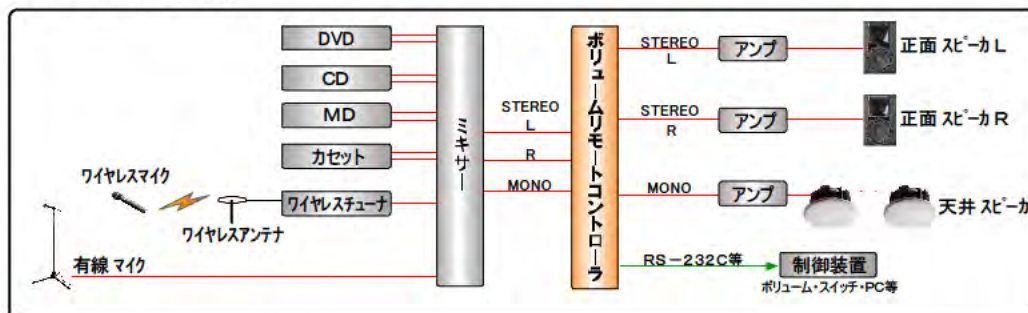 DVD
CD
MD
カセット
ワイヤレスマイク
ワイヤレスアンテナ
ワイヤレスチューナ
有線 マイク
ミキサー
STEREO
L
R
MONO
ボリュームリモートコントローラ
STEREO
L
アンプ
正面 スピーカ L
STEREO
R
アンプ
正面 スピーカ R
MONO
アンプ
天井 スピーカ
RS-232C等
制御装置
ボリューム・スイッチ・PC等